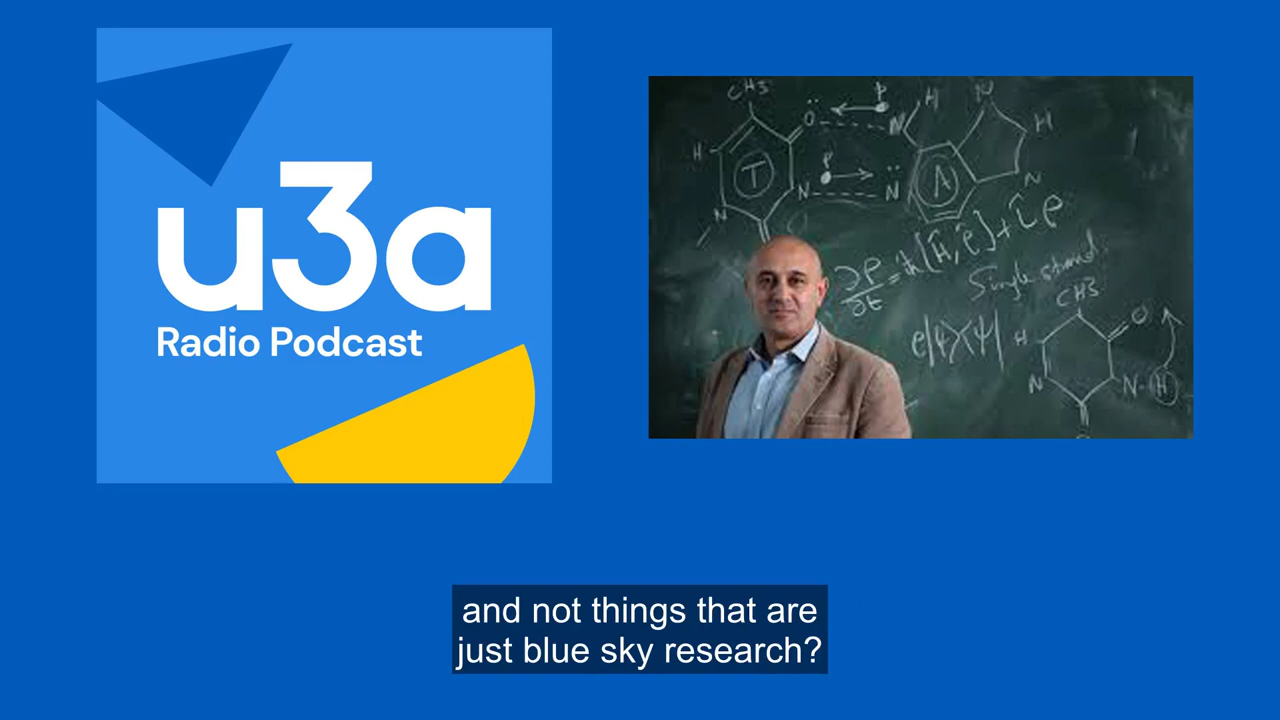 u3a
Radio Podcast
CH3
H
T
O
N
N
P
P
N
N
H
A
N
H
N
∂ρ/∂t = ħ[Ĥ, ρ̂] +
Single strand
CH3
H
O
N
N-H
and not things that are
just blue sky research?